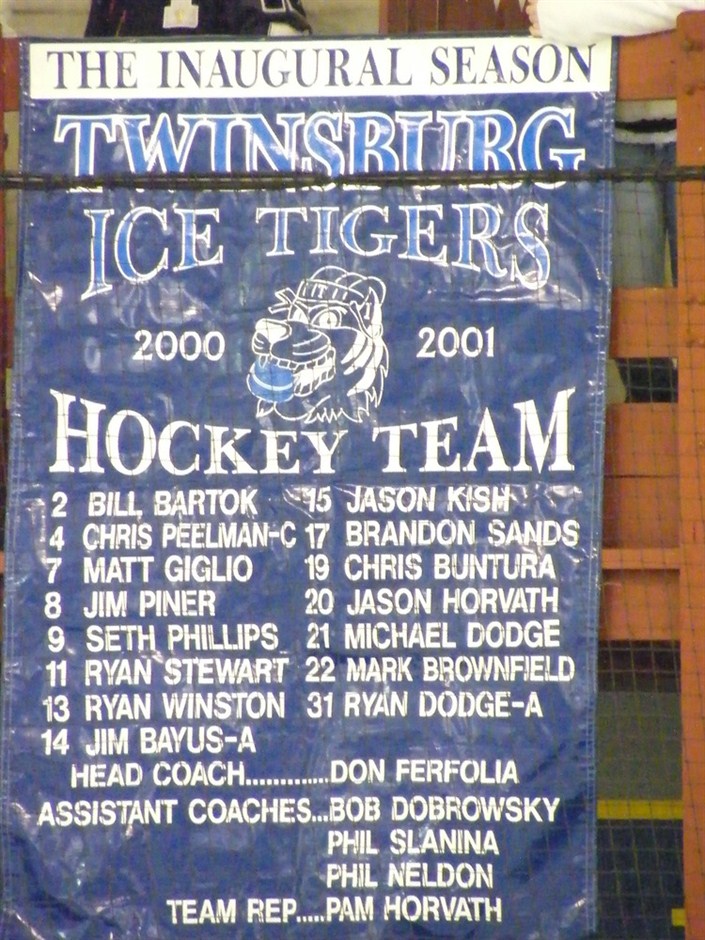 THE INAUGURAL SEASON
TWINSBURG
ICE TIGERS
2000 2001
HOCKEY TEAM
2 BILL BARTOK 15 JASON KISH
4 CHRIS PEELMAN-C 17 BRANDON SANDS
7 MATT GIGLIO 19 CHRIS BUNTURA
8 JIM PINER 20 JASON HORVATH
9 SETH PHILLIPS 21 MICHAEL DODGE
11 RYAN STEWART 22 MARK BROWNFIELD
13 RYAN WINSTON 31 RYAN DODGE-A
14 JIM BAYUS-A
HEAD COACH.............DON FERFOLIA
ASSISTANT COACHES...BOB DOBROWSKY
PHIL SLANINA
PHIL NELDON
TEAM REP.....PAM HORVATH